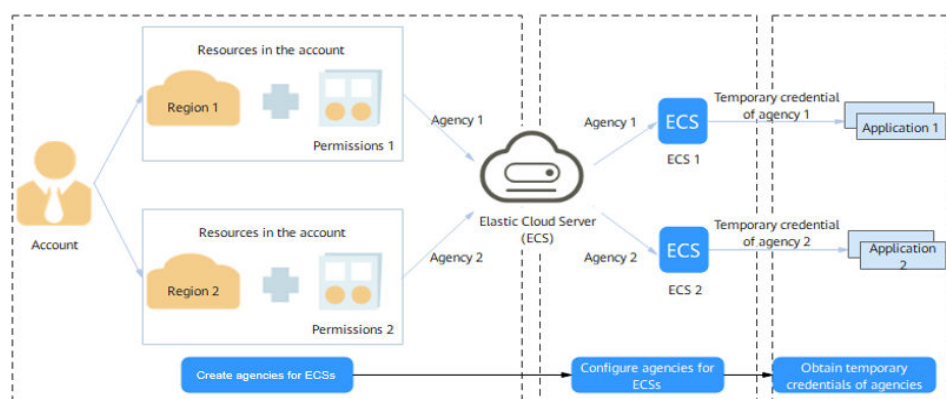 Resources in the account
Region 1
Permissions 1
Agency 1
Account
Resources in the account
Region 2
Permissions 2
Agency 2
Elastic Cloud Server
(ECS)
Agency 1
ECS
ECS 1
Temporary credential
of agency 1
Application 1
Agency 2
ECS
ECS 2
Temporary credential
of agency 2
Application
2
Create agencies for ECSs
Configure agencies for
ECSs
Obtain temporary
credentials of agencies